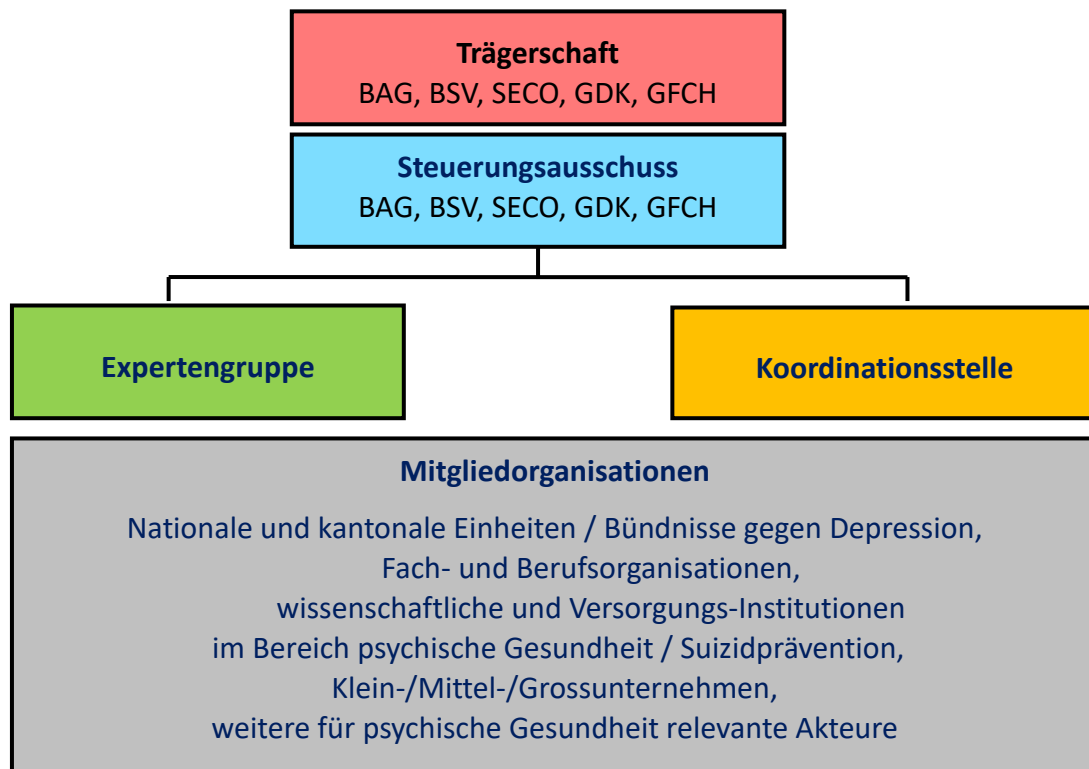 Trägerschaft
BAG, BSV, SECO, GDK, GFCH
Steuerungsausschuss
BAG, BSV, SECO, GDK, GFCH
Expertengruppe
Koordinationsstelle
Mitgliedorganisationen
Nationale und kantonale Einheiten / Bündnisse gegen Depression,
Fach- und Berufsorganisationen,
wissenschaftliche und Versorgungs-Institutionen
im Bereich psychische Gesundheit / Suizidprävention,
Klein-/Mittel-/Grossunternehmen,
weitere für psychische Gesundheit relevante Akteure